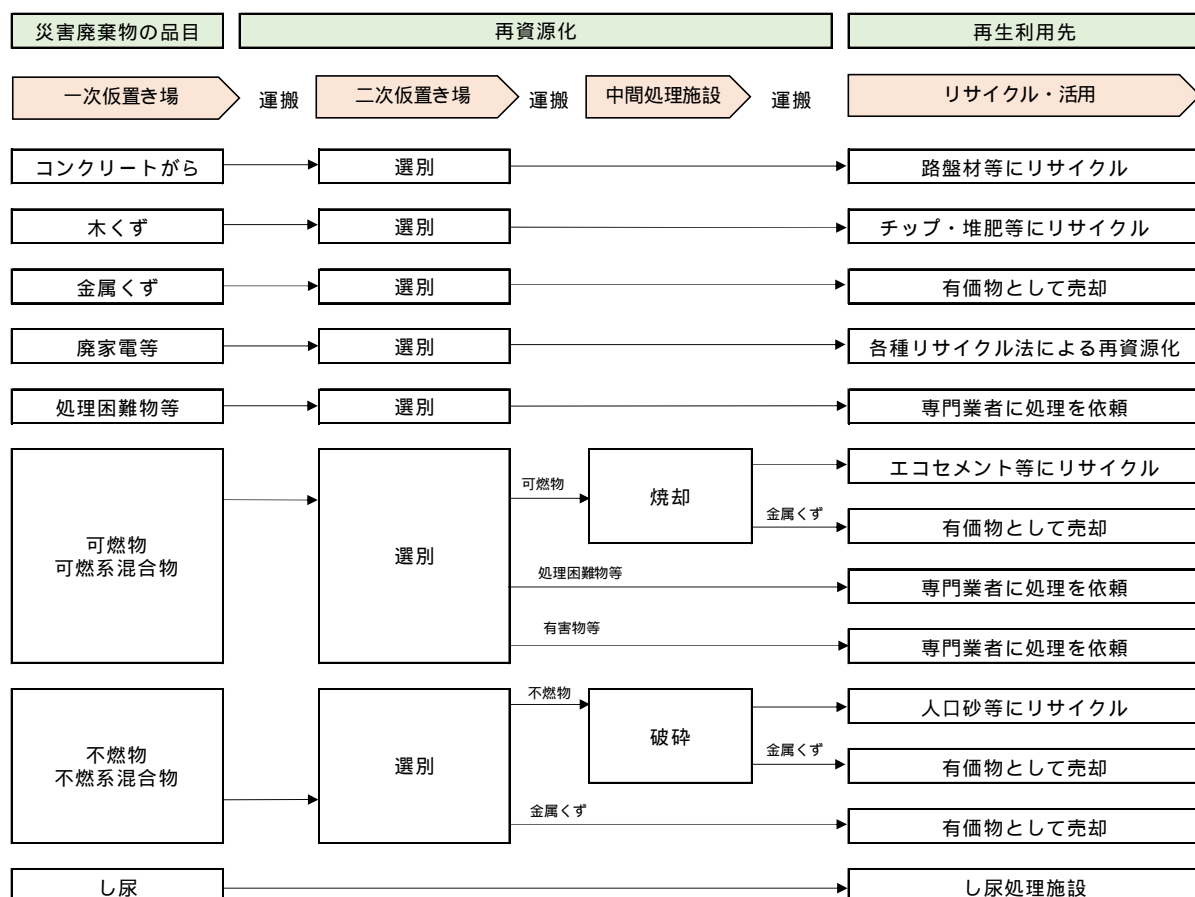 災害廃棄物の品目
再資源化
再生利用先
一次仮置き場
運搬
二次仮置き場
運搬
中間処理施設
運搬
リサイクル・活用
コンクリートがら
選別
路盤材等にリサイクル
木くず
選別
チップ・堆肥等にリサイクル
金属くず
選別
有価物として売却
廃家電等
選別
各種リサイクル法による再資源化
処理困難物等
選別
専門業者に処理を依頼
可燃物
可燃系混合物
選別
可燃物
焼却
エコセメント等にリサイクル
金属くず
有価物として売却
処理困難物等
専門業者に処理を依頼
有害物等
専門業者に処理を依頼
不燃物
不燃系混合物
選別
不燃物
破砕
人口砂等にリサイクル
金属くず
有価物として売却
金属くず
有価物として売却
し尿
し尿処理施設